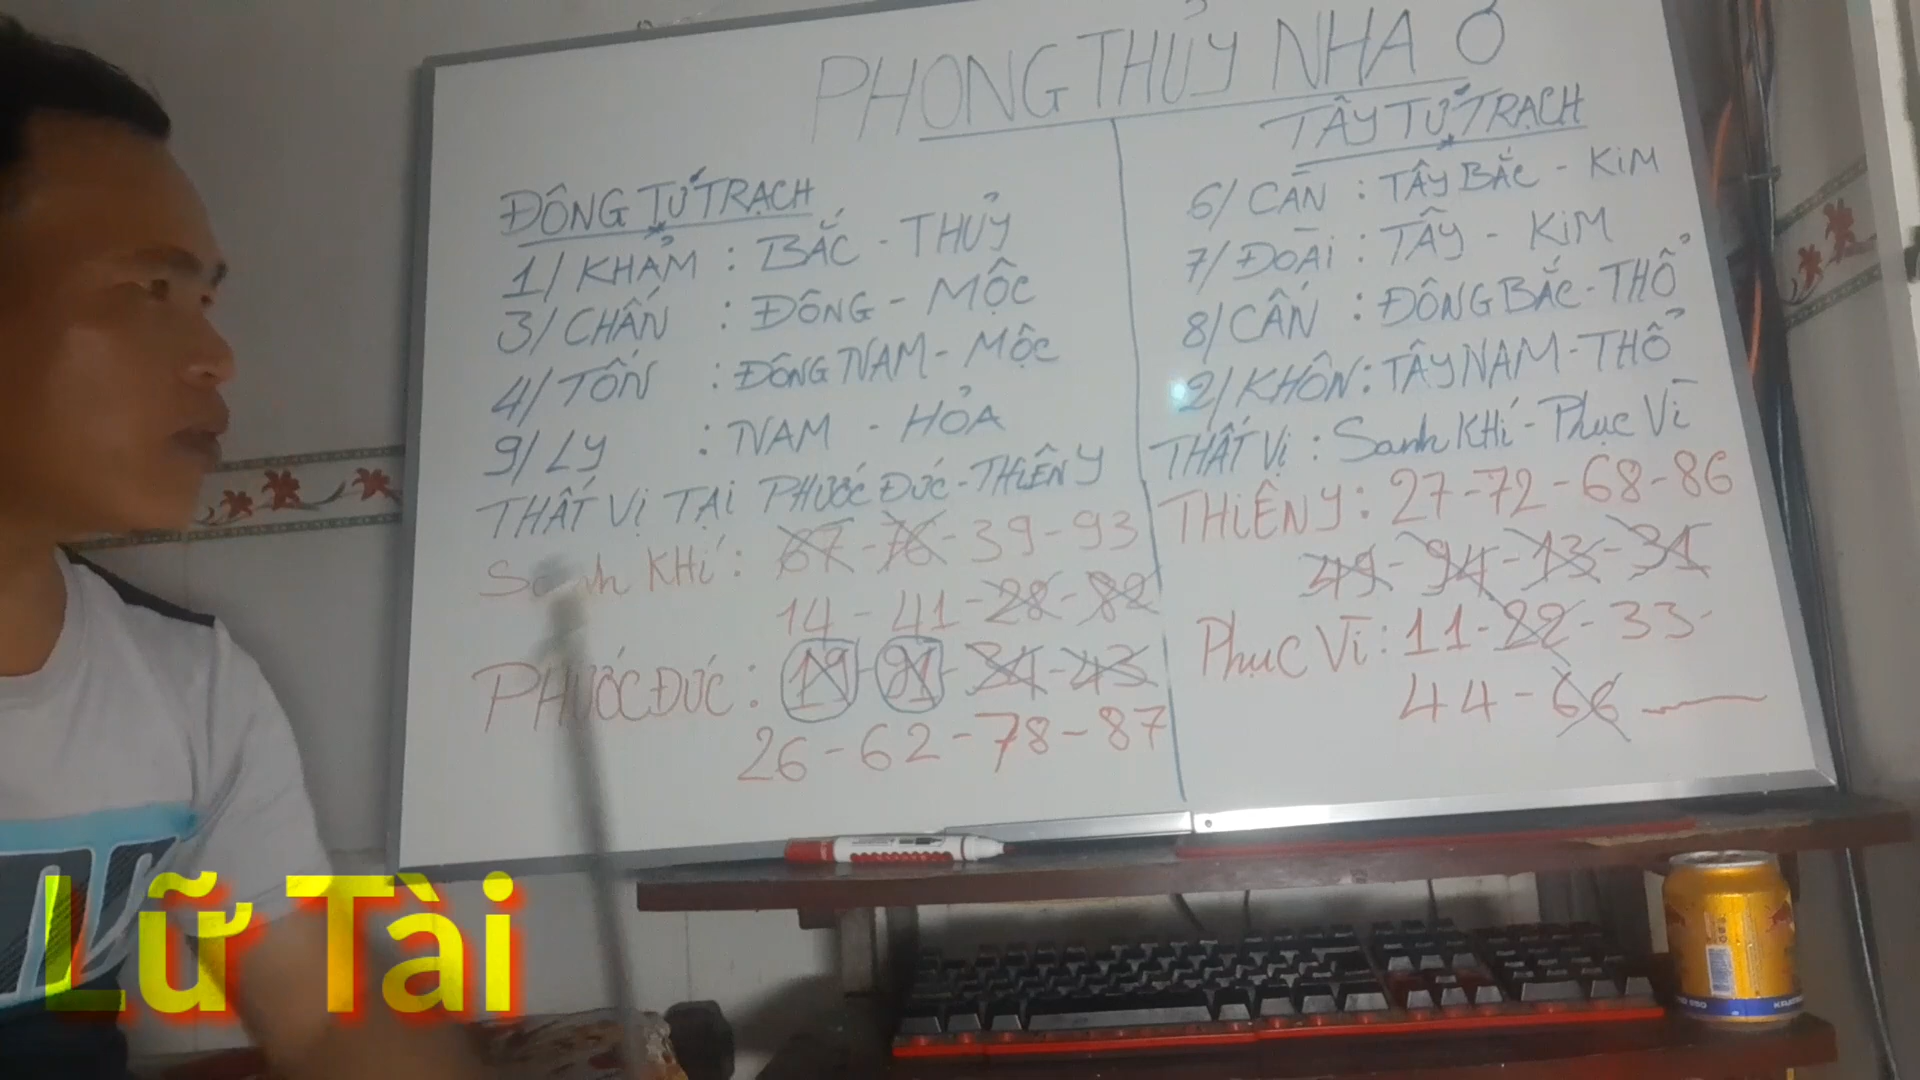 PHONG THỦY NHÀ Ở
ĐÔNG TỨ TRẠCH
1/ KHẢM : BẮC - THỦY
3/ CHẤN : ĐÔNG - MỘC
4/ TỐN : ĐÔNG NAM - MỘC
9/ LY : NAM - HỎA
THẤT VỊ TẠI PHƯỚC ĐỨC - THIÊN Y
Sanh KHí : 67 - 76 - 39 - 93
14 - 41 - 28 - 82
PHƯỚC ĐỨC : 19 - 91 - 34 - 43
26 - 62 - 78 - 87
TÂY TỨ TRẠCH
6/ CÀN : TÂY BẮC - KiM
7/ ĐOÀi : TÂY - KiM
8/ CẤN : ĐÔNG BẮC - THỔ
2/ KHÔN : TÂY NAM - THỔ
THẤT Vị : Sanh KHí - Phục Vì
THiÊN Y : 27 - 72 - 68 - 86
49 - 94 - 13 - 31
Phục Vì : 11 - 22 - 33
44 - 66
Lữ Tài